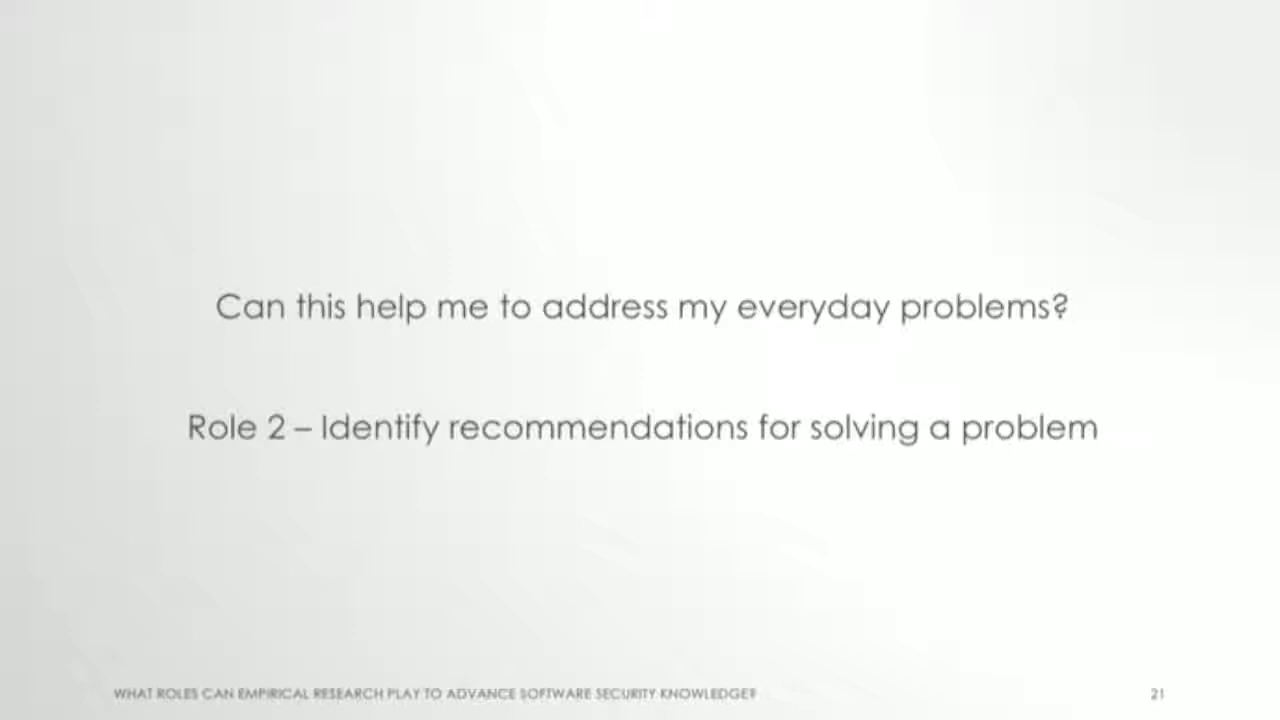 Can this help me to address my everyday problems?
Role 2 – Identify recommendations for solving a problem
WHAT ROLES CAN EMPIRICAL RESEARCH PLAY TO ADVANCE SOFTWARE SECURITY KNOWLEDGE?
21